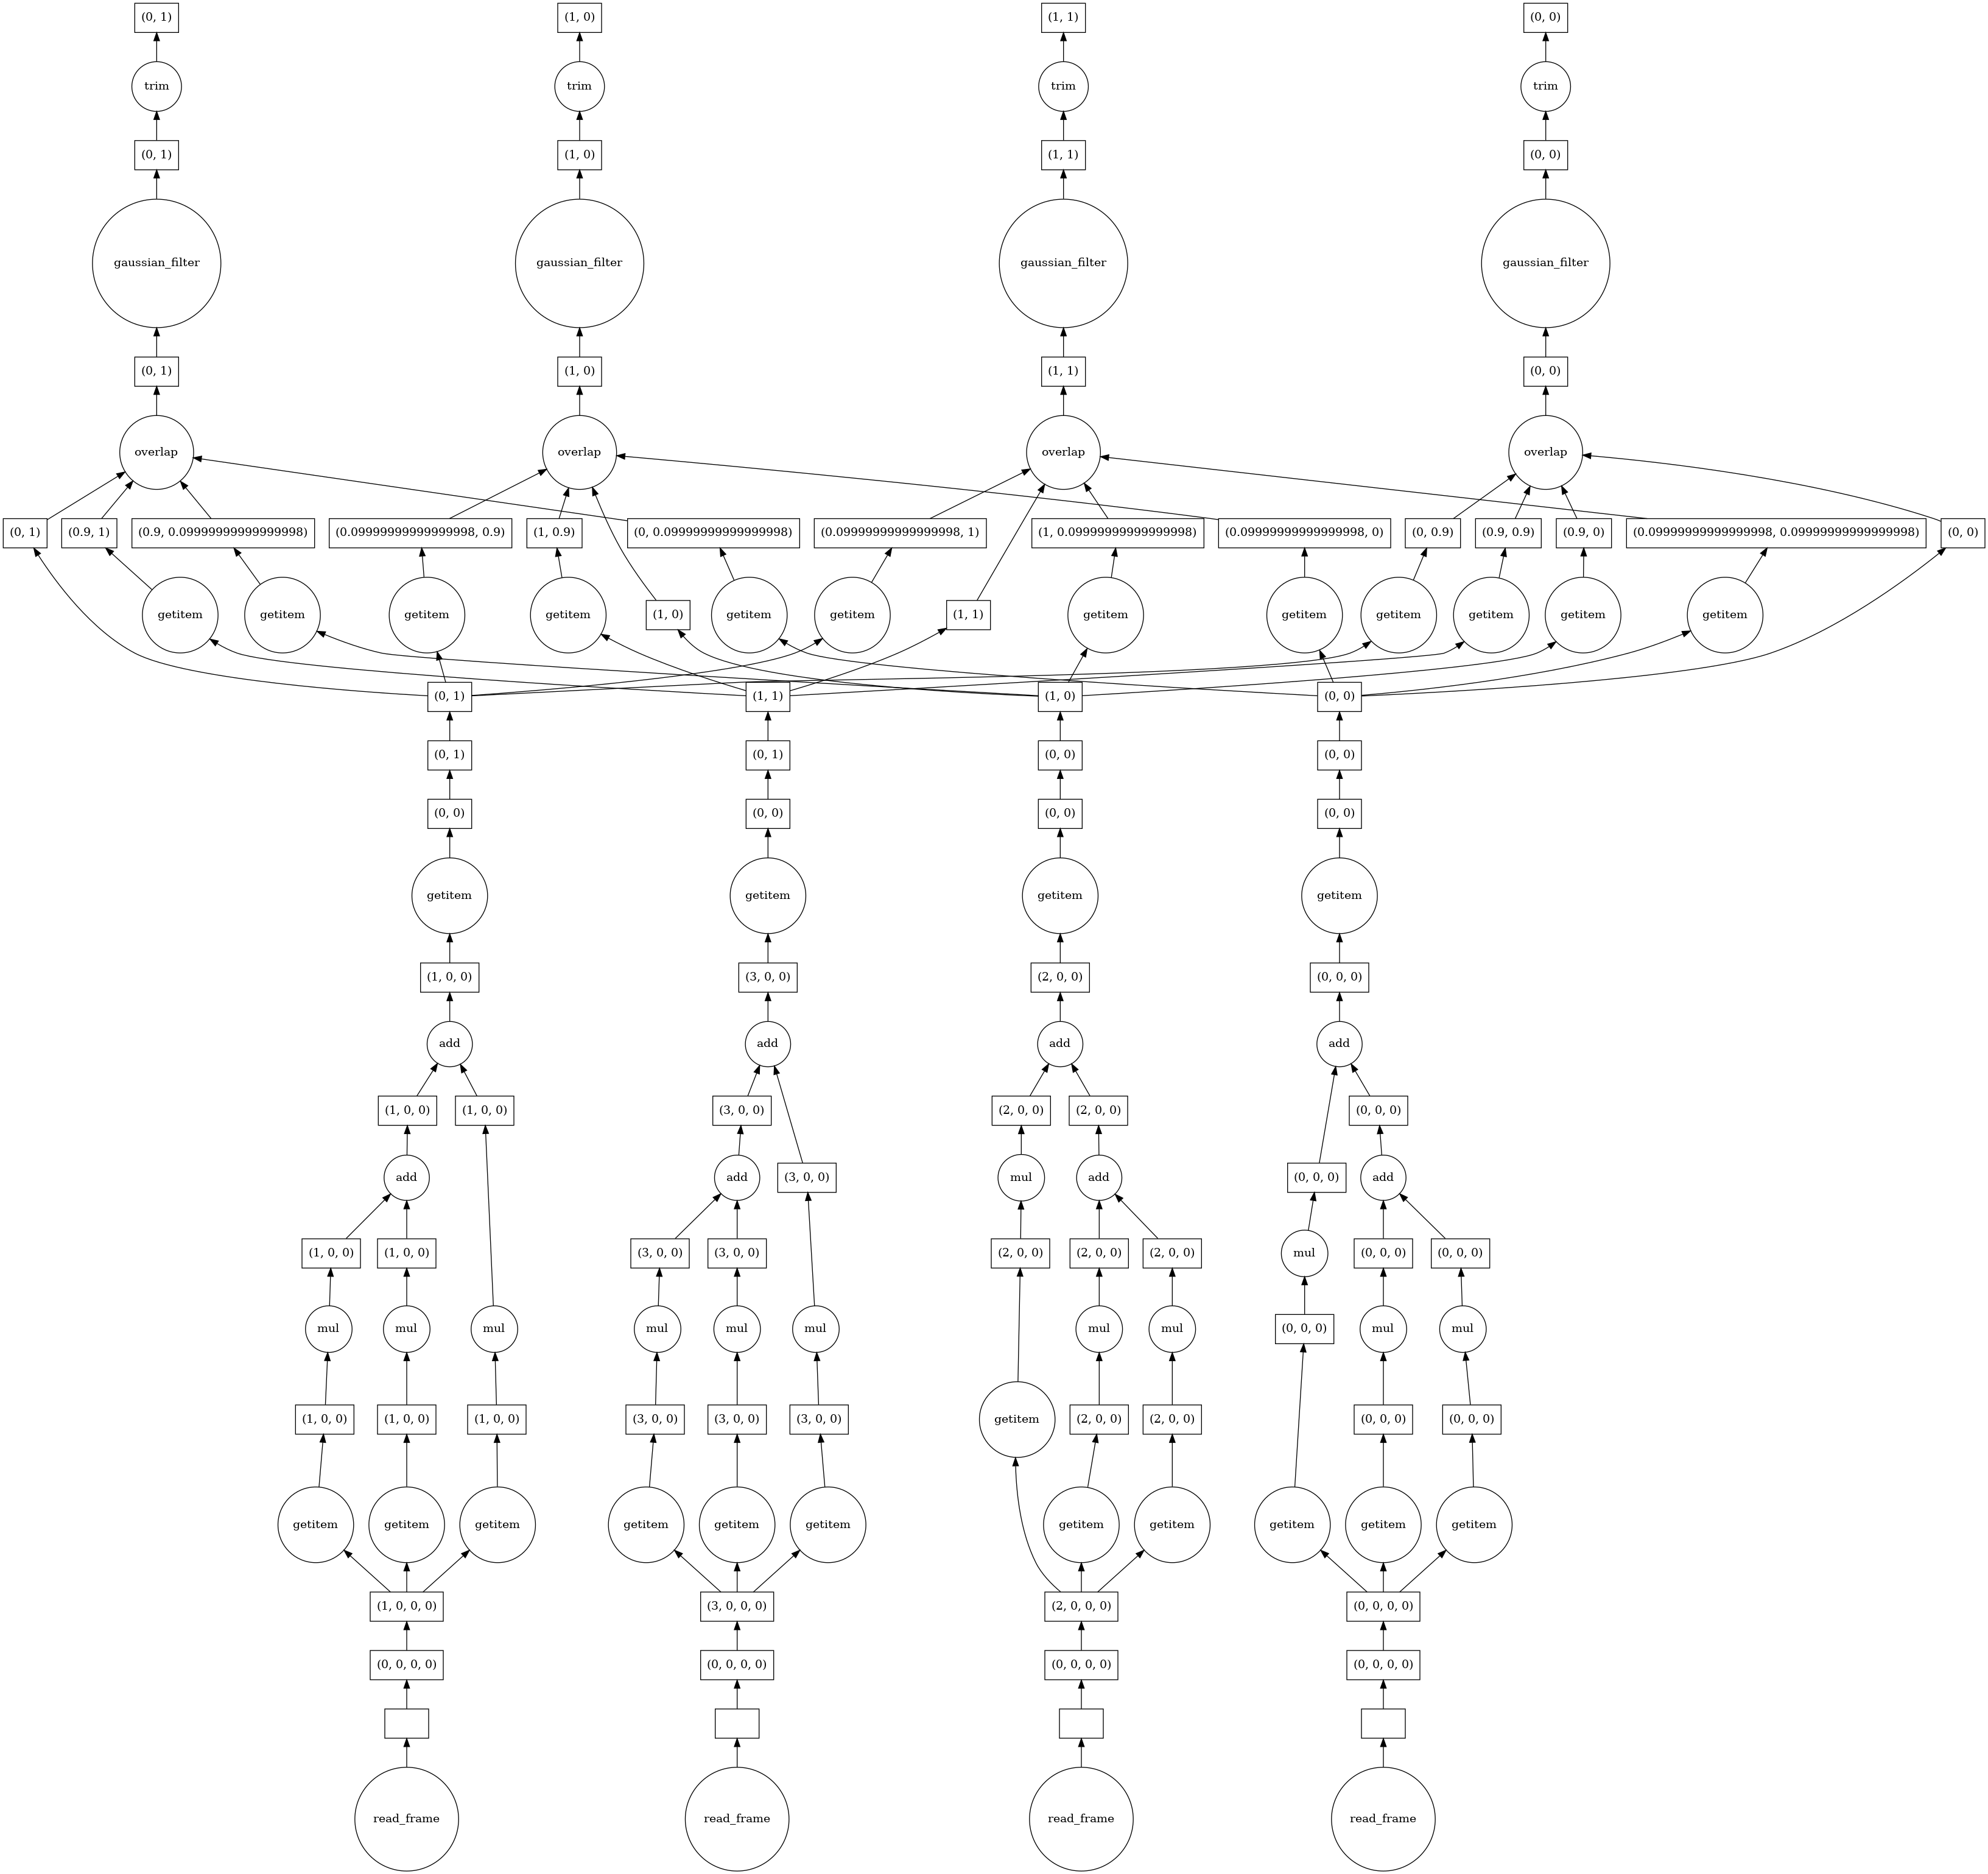 (0, 1)
(1, 0)
(1, 1)
(0, 0)
trim
trim
trim
trim
(0, 1)
(1, 0)
(1, 1)
(0, 0)
gaussian_filter
gaussian_filter
gaussian_filter
gaussian_filter
(0, 1)
(1, 0)
(1, 1)
(0, 0)
overlap
overlap
overlap
overlap
(0, 1)
(0.9, 1)
(0.9, 0.09999999999999998)
(0.09999999999999998, 0.9)
(1, 0.9)
(0, 0.09999999999999998)
(0.09999999999999998, 1)
(1, 0.09999999999999998)
(0.09999999999999998, 0)
(0, 0.9)
(0.9, 0.9)
(0.9, 0)
(0.09999999999999998, 0.09999999999999998)
(0, 0)
getitem
getitem
getitem
getitem
(1, 0)
getitem
getitem
(1, 1)
getitem
getitem
getitem
getitem
getitem
getitem
(0, 1)
(1, 1)
(1, 0)
(0, 0)
(0, 1)
(0, 1)
(0, 0)
(0, 0)
(0, 0)
(0, 0)
(0, 0)
(0, 0)
getitem
getitem
getitem
getitem
(1, 0, 0)
(3, 0, 0)
(2, 0, 0)
(0, 0, 0)
add
add
add
add
(1, 0, 0)
(1, 0, 0)
(3, 0, 0)
(2, 0, 0)
(2, 0, 0)
(0, 0, 0)
add
add
(3, 0, 0)
mul
add
(0, 0, 0)
add
(1, 0, 0)
(1, 0, 0)
(3, 0, 0)
(3, 0, 0)
(2, 0, 0)
(2, 0, 0)
(2, 0, 0)
mul
(0, 0, 0)
(0, 0, 0)
mul
mul
mul
mul
mul
mul
mul
mul
(0, 0, 0)
mul
mul
(1, 0, 0)
(1, 0, 0)
(1, 0, 0)
(3, 0, 0)
(3, 0, 0)
(3, 0, 0)
getitem
(2, 0, 0)
(2, 0, 0)
(0, 0, 0)
(0, 0, 0)
getitem
getitem
getitem
getitem
getitem
getitem
getitem
getitem
getitem
getitem
getitem
(1, 0, 0, 0)
(3, 0, 0, 0)
(2, 0, 0, 0)
(0, 0, 0, 0)
(0, 0, 0, 0)
(0, 0, 0, 0)
(0, 0, 0, 0)
(0, 0, 0, 0)
read_frame
read_frame
read_frame
read_frame